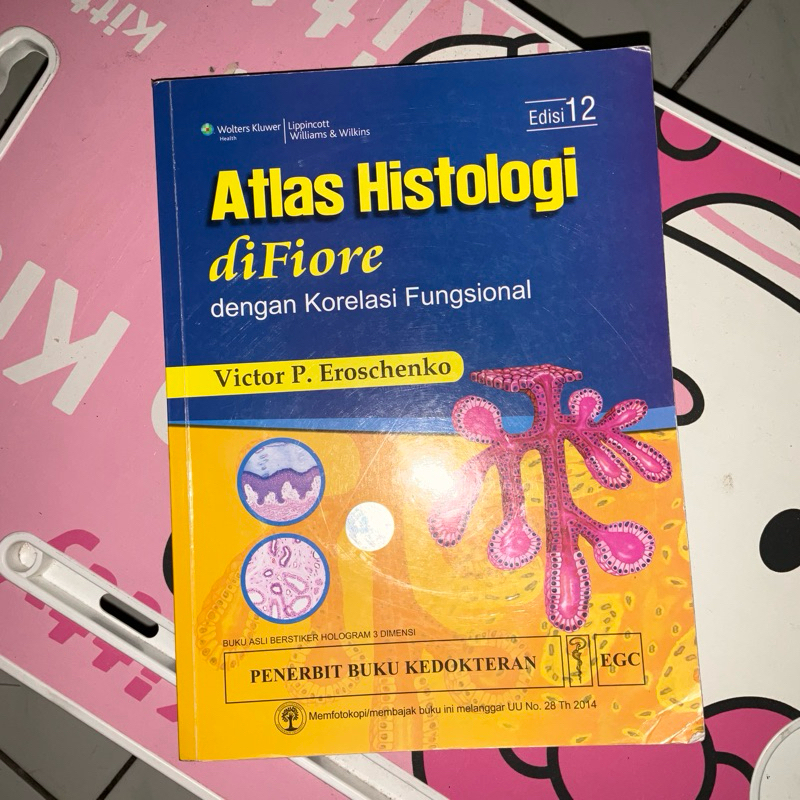 Kitt
Wolters Kluwer
Health
Lippincott
Williams & Wilkins
Edisi 12
Atlas Histologi
diFiore
dengan Korelasi Fungsional
Victor P. Eroschenko
BUKU ASLI BERSTIKER HOLOGRAM 3 DIMENSI
PENERBIT BUKU KEDOKTERAN
EGC
Memfotokopi/membajak buku ini melanggar UU No. 28 Th 2014